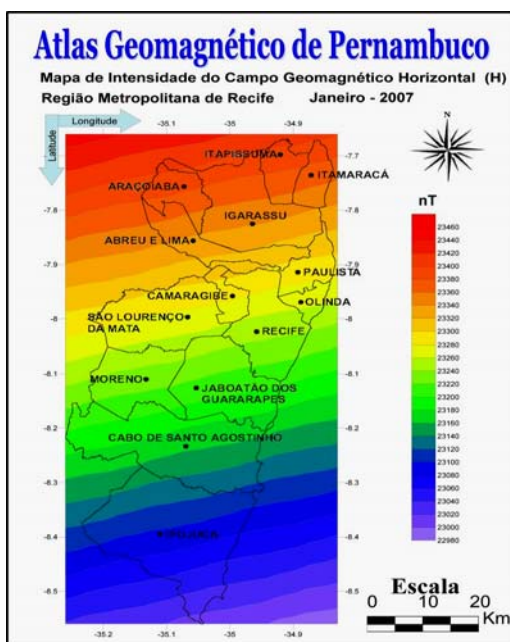 Atlas Geomagnético de Pernambuco
Mapa de Intensidade do Campo Geomagnético Horizontal (H)
Região Metropolitana de Recife Janeiro - 2007
Longitude
Latitude
-35.1 -35 -34.9
N
ITAPISSUMA
-7.7 -7.7
ITAMARACÁ
ARAÇOIABA
nT
-7.8 -7.8
IGARASSU
ABREU E LIMA
-7.9 -7.9
PAULISTA
CAMARAGIBE
OLINDA
SÃO LOURENÇO
DA MATA
-8 -8
RECIFE
-8.1 -8.1
MORENO
JABOATÃO DOS
GUARARAPES
-8.2 -8.2
CABO DE SANTO AGOSTINHO
-8.3 -8.3
-8.4 -8.4
-8.5 -8.5
-35.2 -35.1 -35 -34.9
23460
23440
23420
23400
23380
23360
23340
23320
23300
23280
23260
23240
23220
23200
23180
23160
23140
23120
23100
23080
23060
23040
23020
23000
22980
Escala
0 10 20
Km